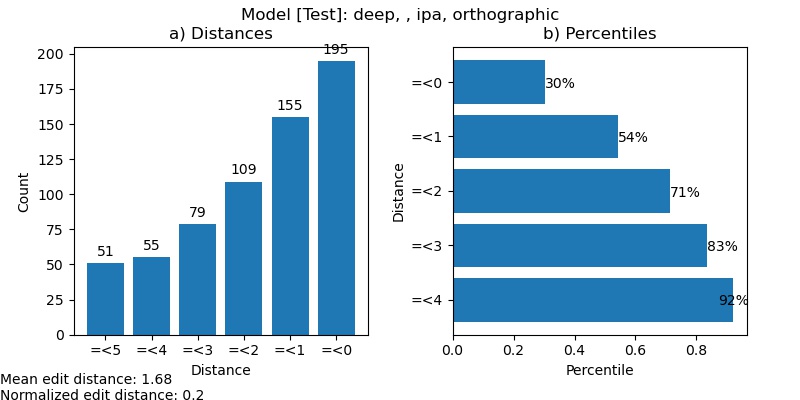 Model [Test]: deep, , ipa, orthographic
a) Distances
200
175
150
125
100
75
50
25
0
Count
51
55
79
109
155
195
=<5 =<4 =<3 =<2 =<1 =<0
Distance
b) Percentiles
Distance
=<0
30%
=<1
54%
=<2
71%
=<3
83%
=<4
92%
0.0 0.2 0.4 0.6 0.8
Percentile
Mean edit distance: 1.68
Normalized edit distance: 0.2